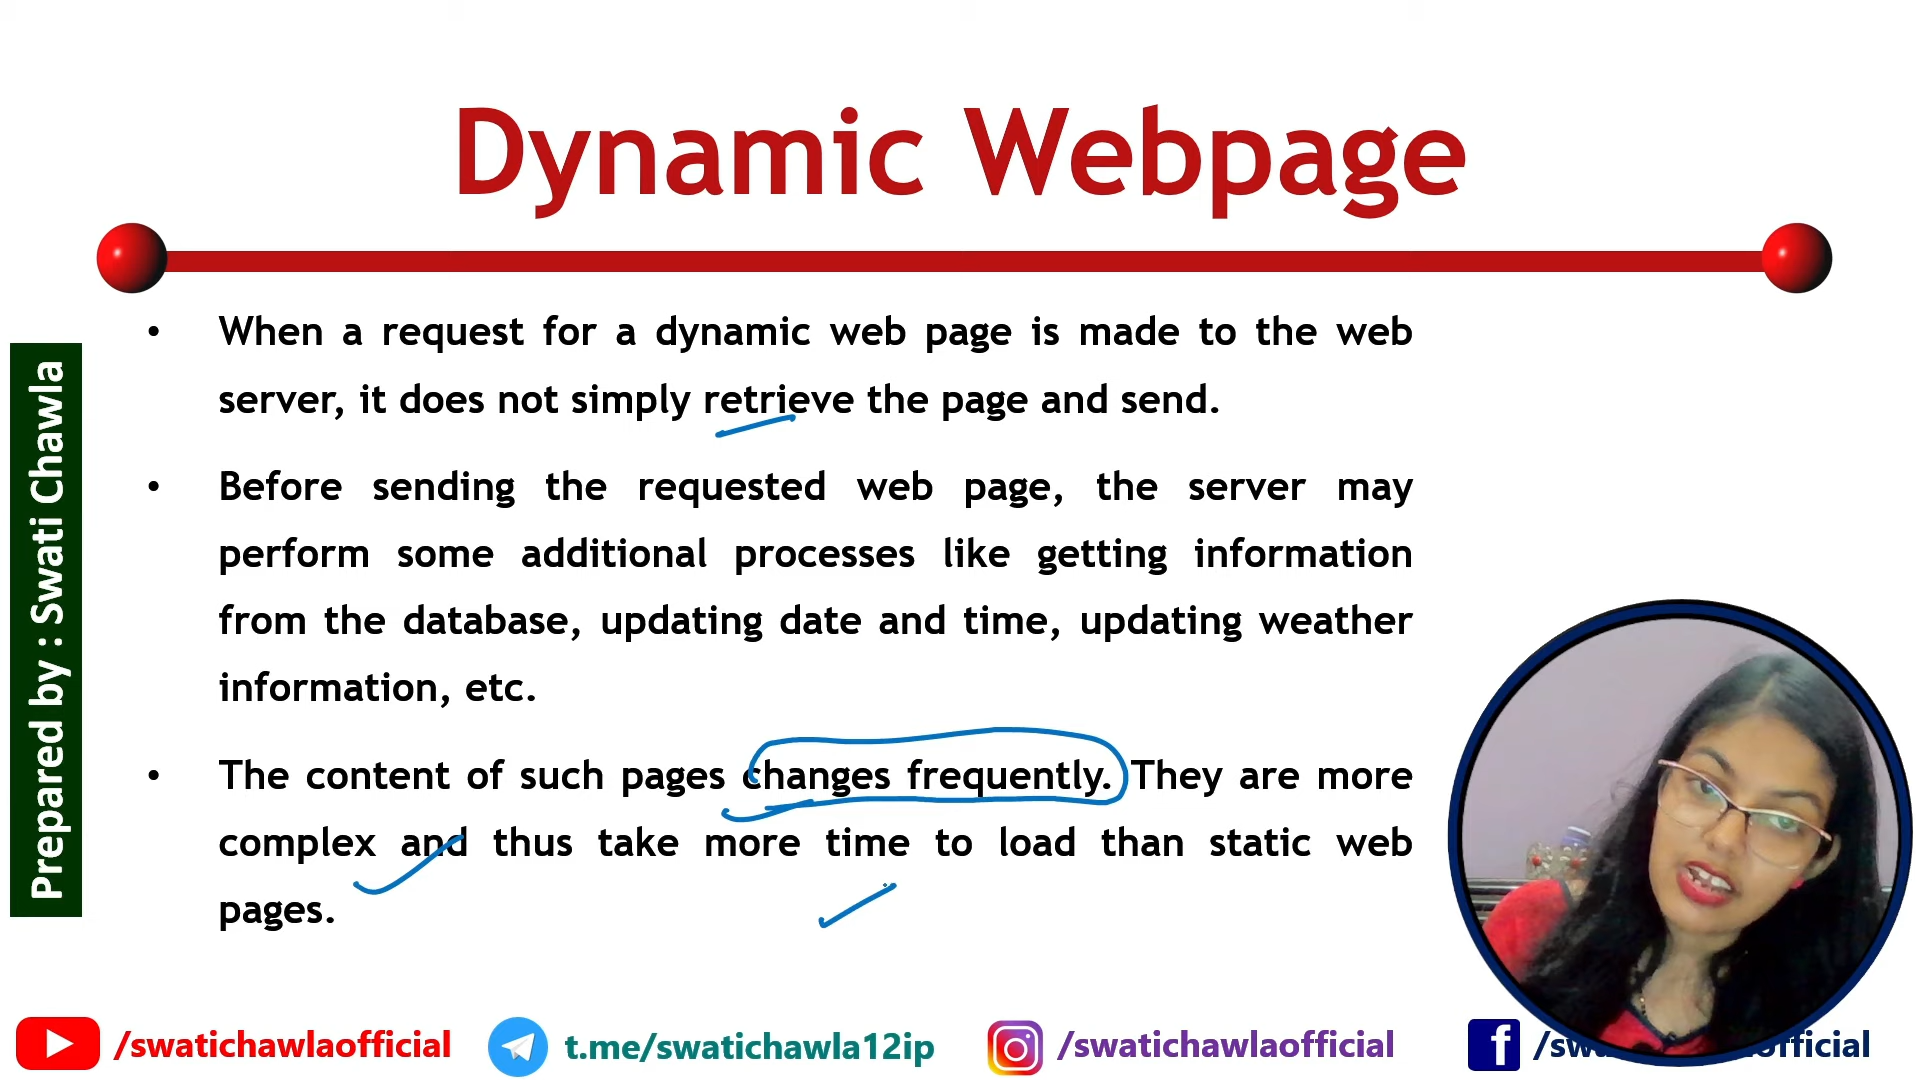 Dynamic Webpage
Prepared by : Swati Chawla
• When a request for a dynamic web page is made to the web
server, it does not simply retrieve the page and send.
• Before sending the requested web page, the server may
perform some additional processes like getting information
from the database, updating date and time, updating weather
information, etc.
• The content of such pages changes frequently. They are more
complex and thus take more time to load than static web
pages.
/swatichawlaofficial
t.me/swatichawla12ip
/swatichawlaofficial